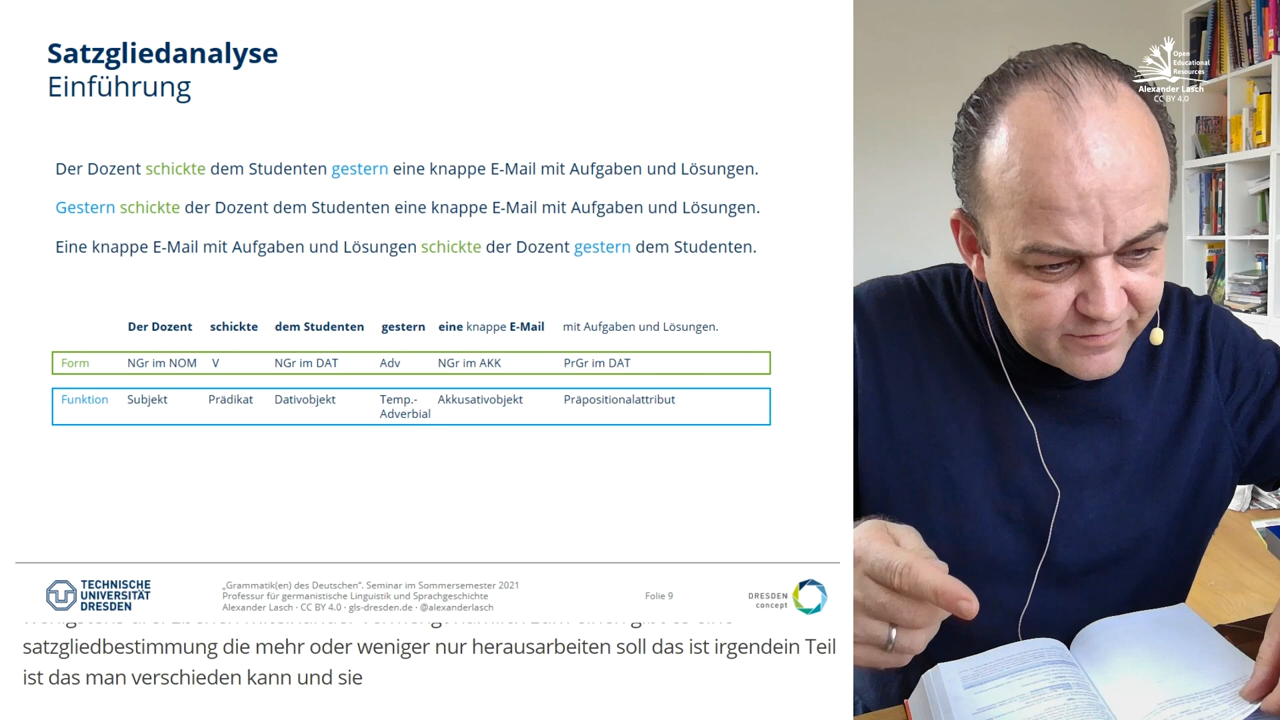 Satzgliedanalyse
Einführung
Der Dozent schickte dem Studenten gestern eine knappe E-Mail mit Aufgaben und Lösungen.
Gestern schickte der Dozent dem Studenten eine knappe E-Mail mit Aufgaben und Lösungen.
Eine knappe E-Mail mit Aufgaben und Lösungen schickte der Dozent gestern dem Studenten.
Der Dozent schickte dem Studenten gestern eine knappe E-Mail mit Aufgaben und Lösungen.
Form NGr im NOM V NGr im DAT Adv NGr im AKK PrGr im DAT
Funktion Subjekt Prädikat Dativobjekt Temp.- Akkusativobjekt Präpositionalattribut
Adverbial
TECHNISCHE
UNIVERSITÄT
DRESDEN
„Grammatik(en) des Deutschen“. Seminar im Sommersemester 2021
Professur für germanistische Linguistik und Sprachgeschichte
Alexander Lasch · CC BY 4.0 · gls-dresden.de · @alexanderlasch
Folie 9
DRESDEN
concept
satzgliedbestimmung die mehr oder weniger nur herausarbeiten soll das ist irgendein Teil
ist das man verschieden kann und sie
Open
Educational
Resources
Alexander Lasch
CC BY 4.0